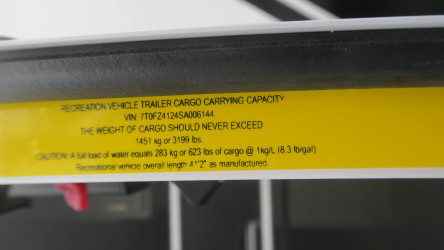 RECREATION VEHICLE TRAILER CARGO CARRYING CAPACITY
VIN: 7T0FZ4124SA006144
THE WEIGHT OF CARGO SHOULD NEVER EXCEED
1451 kg or 3199 lbs.
CAUTION: A full load of water equals 283 kg or 623 lbs of cargo @ 1kg/L (8.3 lb/gal)
Recreational vehicle overall length 41'2" as manufactured.